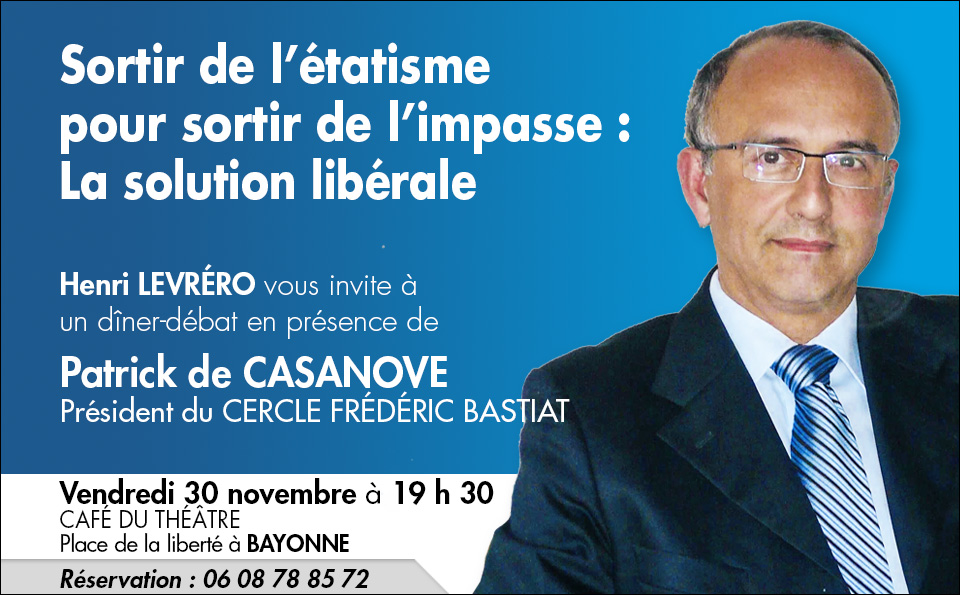 Sortir de l’étatisme
pour sortir de l’impasse :
La solution libérale
Henri LEVRÉRO vous invite à
un dîner-débat en présence de
Patrick de CASANOVE
Président du CERCLE FRÉDÉRIC BASTIAT
Vendredi 30 novembre à 19 h 30
CAFÉ DU THÉÂTRE
Place de la liberté à BAYONNE
Réservation : 06 08 78 85 72